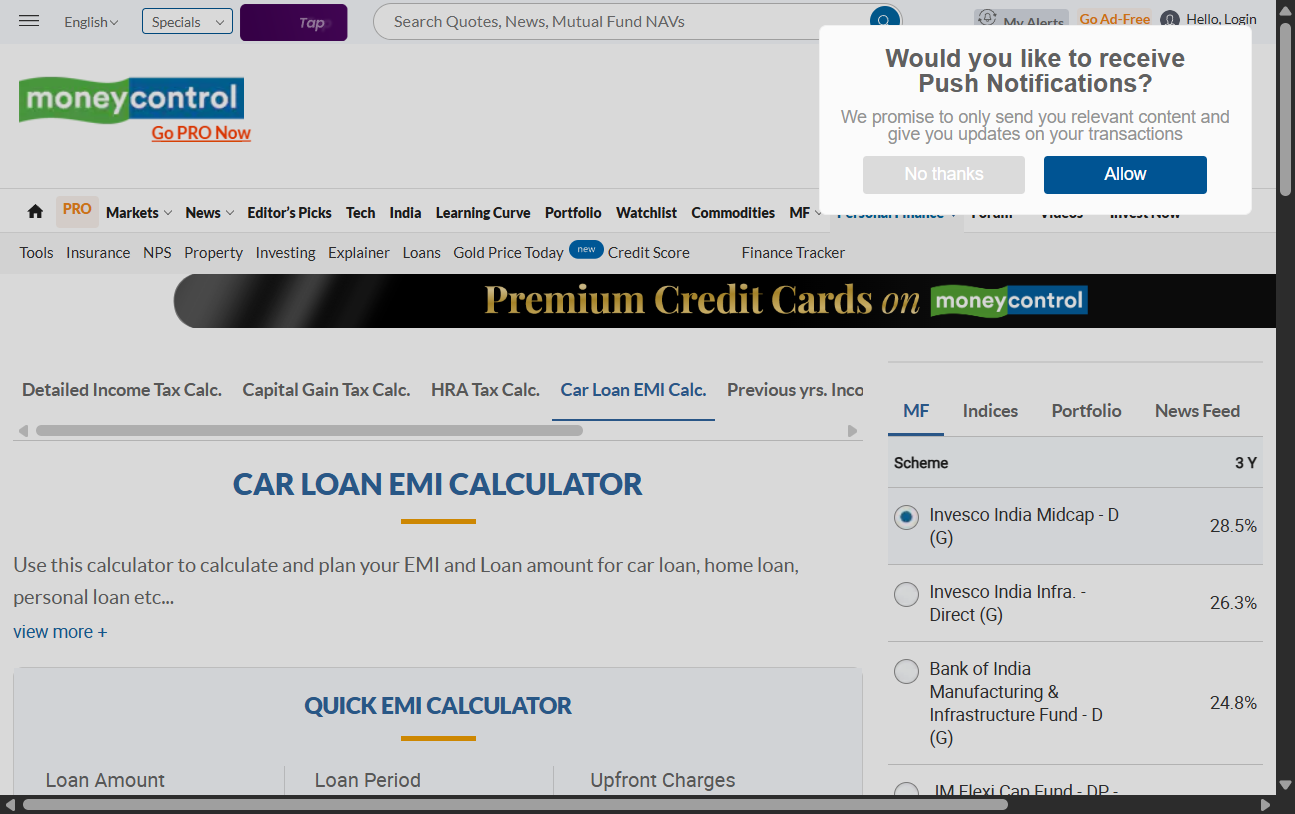 English
Specials
Tap
Search Quotes, News, Mutual Fund NAVs
My Alerts
Go Ad-Free
Hello, Login
Would you like to receive
Push Notifications?
We promise to only send you relevant content and
give you updates on your transactions
No thanks
Allow
moneycontrol
Go PRO Now
PRO
Markets
News
Editor's Picks
Tech
India
Learning Curve
Portfolio
Watchlist
Commodities
MF
Personal Finance
Forum
Videos
Invest Now
Tools
Insurance
NPS
Property
Investing
Explainer
Loans
Gold Price Today
new
Credit Score
Finance Tracker
Premium Credit Cards on moneycontrol
Detailed Income Tax Calc.
Capital Gain Tax Calc.
HRA Tax Calc.
Car Loan EMI Calc.
Previous yrs. Inco
CAR LOAN EMI CALCULATOR
Use this calculator to calculate and plan your EMI and Loan amount for car loan, home loan,
personal loan etc...
view more +
QUICK EMI CALCULATOR
Loan Amount
Loan Period
Upfront Charges
MF
Indices
Portfolio
News Feed
Scheme
3 Y
Invesco India Midcap - D
(G)
28.5%
Invesco India Infra. -
Direct (G)
26.3%
Bank of India
Manufacturing &
Infrastructure Fund - D
(G)
24.8%
JM Flexi Cap Fund - DP -